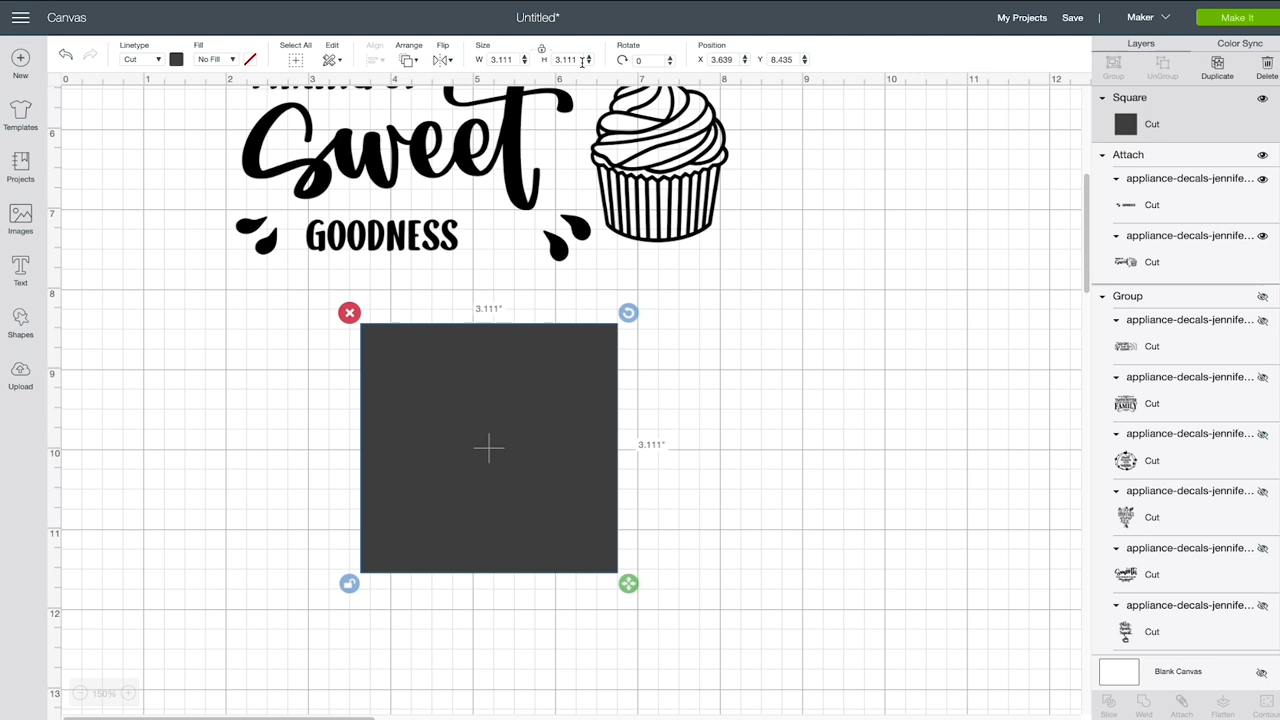 Canvas
Untitled*
My Projects
Save
|
Maker
Make It
Linetype
Cut
Fill
No Fill
Select All
Edit
Align
Arrange
Flip
Size
W 3.111
H 3.111
Rotate
0
Position
X 3.639
Y 8.435
Layers
Color Sync
Group
UnGroup
Duplicate
Delete
New
Templates
Projects
Images
Text
Shapes
Upload
0 1 2 3 4 5 6 7 8 9 10 11 12
6
7
8
9
10
11
12
13
Sweet
GOODNESS
3.111"
3.111"
150%
Square
Cut
Attach
appliance-decals-jennife...
Cut
appliance-decals-jennife...
Cut
Group
appliance-decals-jennife...
Cut
appliance-decals-jennife...
Cut
FAMILY
appliance-decals-jennife...
Cut
appliance-decals-jennife...
Cut
appliance-decals-jennife...
Cut
appliance-decals-jennife...
Cut
Blank Canvas
Slice
Weld
Attach
Flatten
Contou